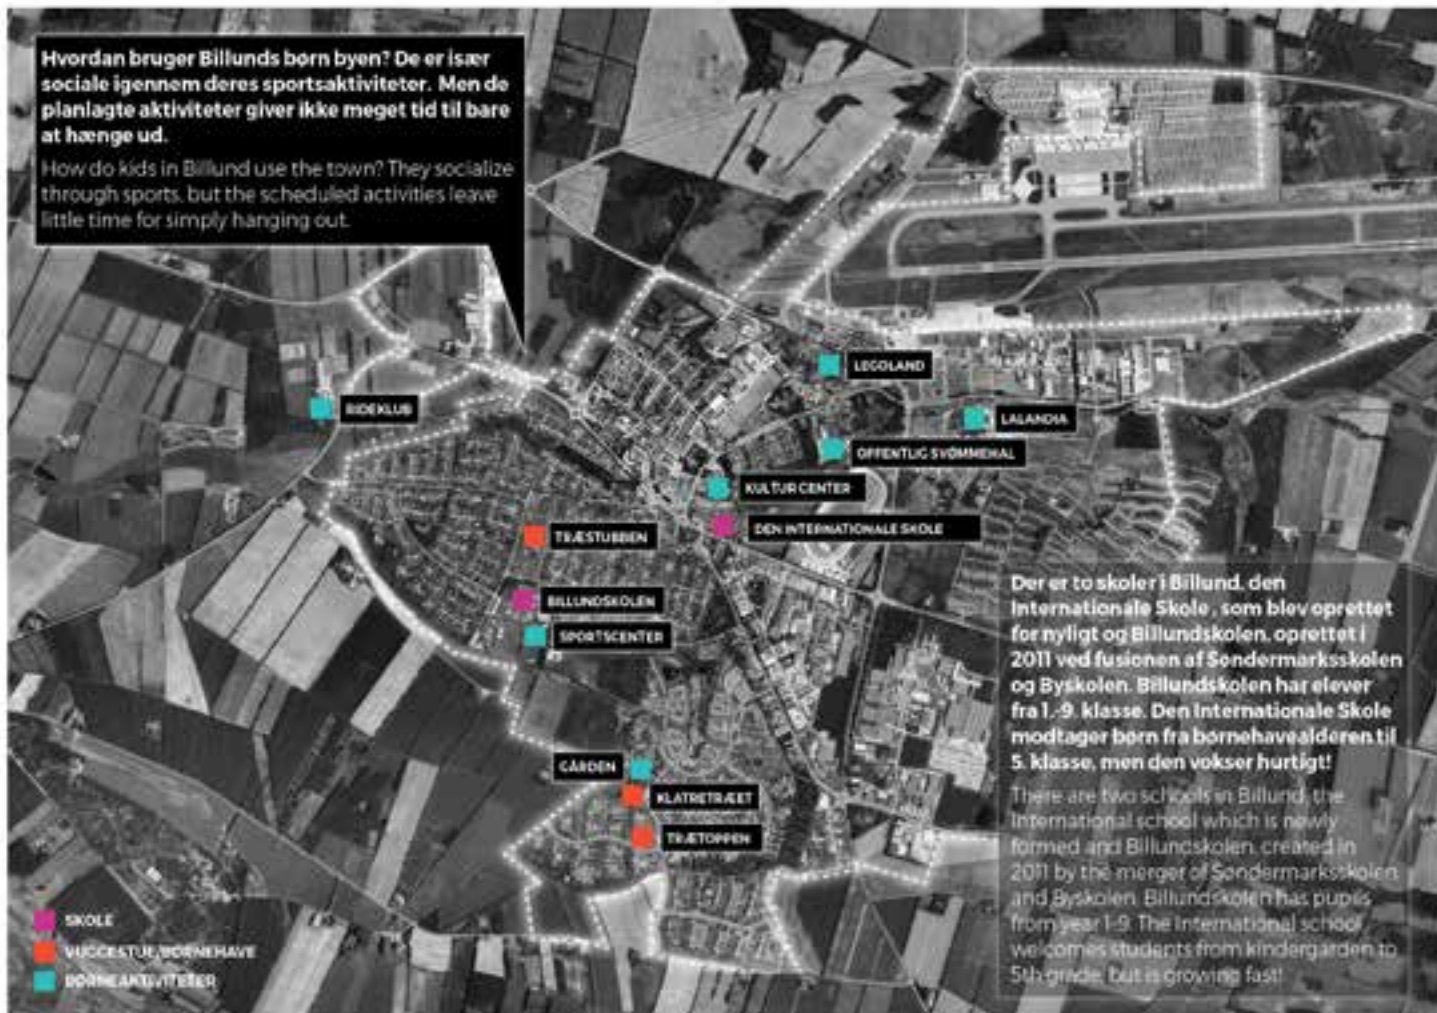 Hvordan bruger Billunds børn byen? De er især
sociale igennem deres sportsaktiviteter. Men de
planlagte aktiviteter giver ikke meget tid til bare
at hænge ud.
How do kids in Billund use the town? They socialize
through sports, but the scheduled activities leave
little time for simply hanging out.
LEGOLAND
RIDEKLUB
LALANDIA
OFFENTLIG SVØMMEHAL
KULTUR CENTER
DEN INTERNATIONALE SKOLE
TRÆSTUBBEN
BILLUNDSKOLEN
SPORTSCENTER
GÅRDEN
KLATRETRÆET
TRÆTOPPEN
Der er to skoler i Billund, den
Internationale Skole, som blev oprettet
for nyligt og Billundskolen, oprettet i
2011 ved fusionen af Søndermarksskolen
og Byskolen. Billundskolen har elever
fra 1.-9. klasse. Den Internationale Skole
modtager børn fra børnehavealderen til
5. klasse, men den vokser hurtigt!
There are two schools in Billund, the
International school which is newly
formed and Billundskolen, created in
2011 by the merger of Søndermarksskolen
and Byskolen. Billundskolen has pupils
from year 1-9. The International school
welcomes students from kindergarden to
5th grade, but is growing fast!
SKOLE
VUGGESTUE/BØRNEHAVE
BØRNEAKTIVITETER